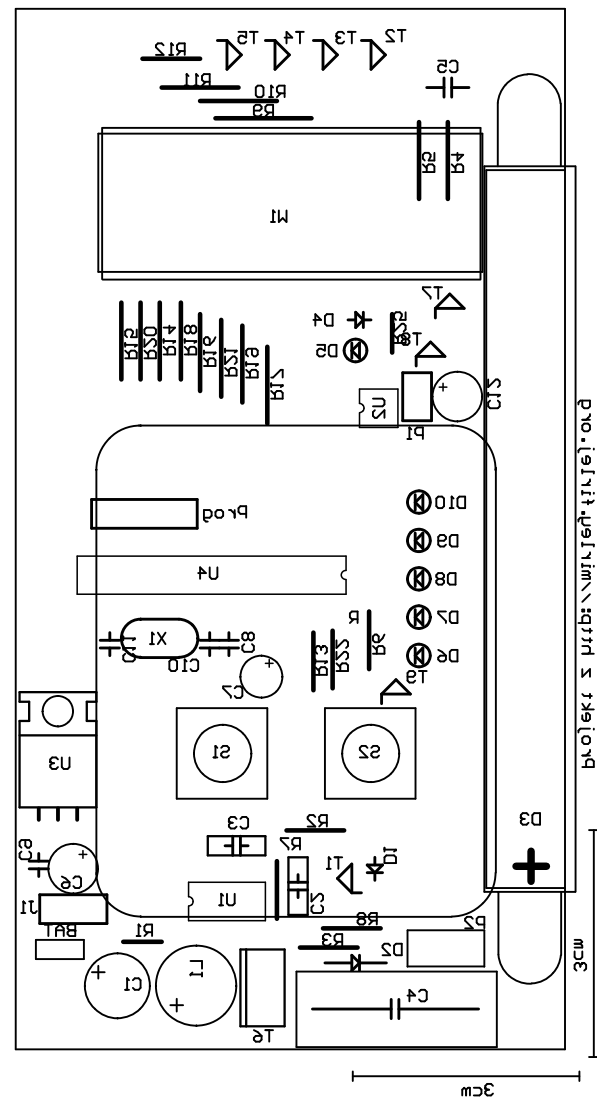 T5 T4 T3 T2
R12
C5
R11
R10
R9
R5 R4
W1
T7
D4
T8
D5
R15 R20 R14 R18 R16 R21 R19 R17
U2
P1
C12
Prog
D10
D9
U4
D8
R
D7
X1
C11
C10
C8
R13 R22 R6
D6
C7
T9
Projekt z http://mirley.firlej.org
U3
S1 S2
D3
C3
R2
R7
T1
D1
C9
C6
J1
U1
C2
BAT
R1
R8
P2
R3
D2
L1
C1
C4
T6
3cm
3cm